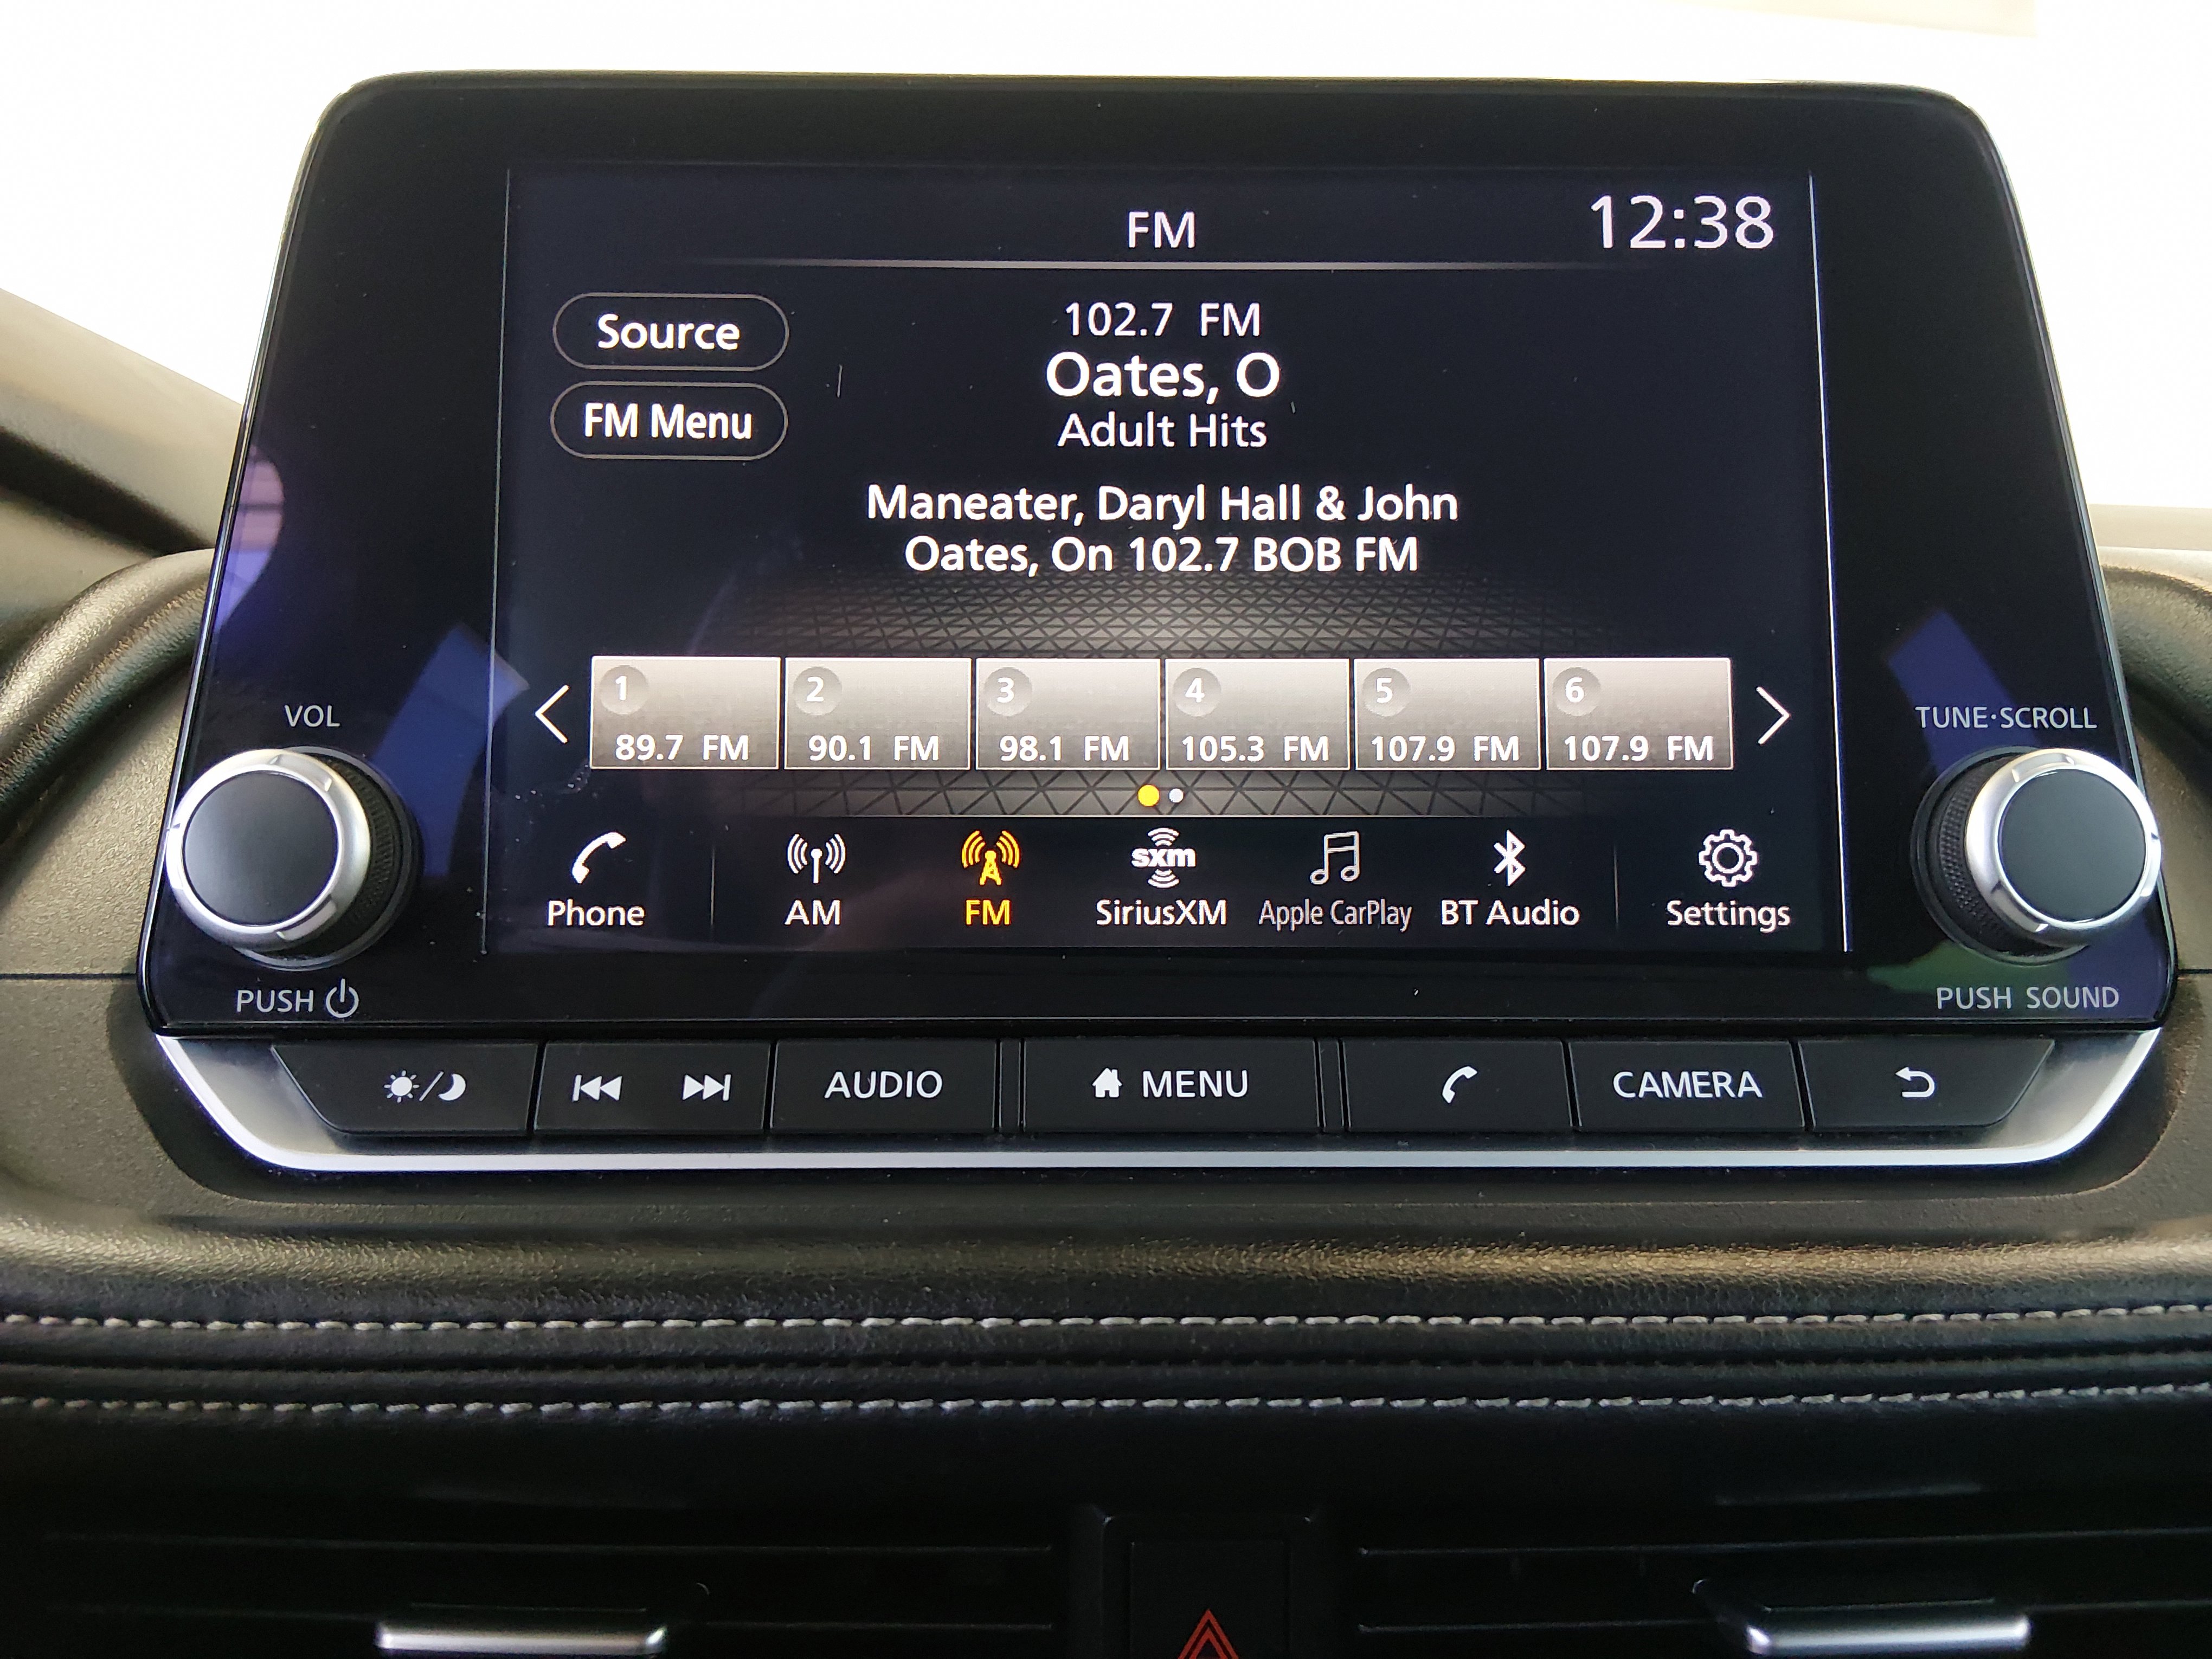 FM
12:38
Source
FM Menu
102.7 FM
Oates, O
Adult Hits
Maneater, Daryl Hall & John
Oates, On 102.7 BOB FM
1
89.7 FM
2
90.1 FM
3
98.1 FM
4
105.3 FM
5
107.9 FM
6
107.9 FM
VOL
TUNE·SCROLL
sxm
Phone
AM
FM
SiriusXM
Apple CarPlay
BT Audio
Settings
PUSH
PUSH SOUND
AUDIO
MENU
CAMERA